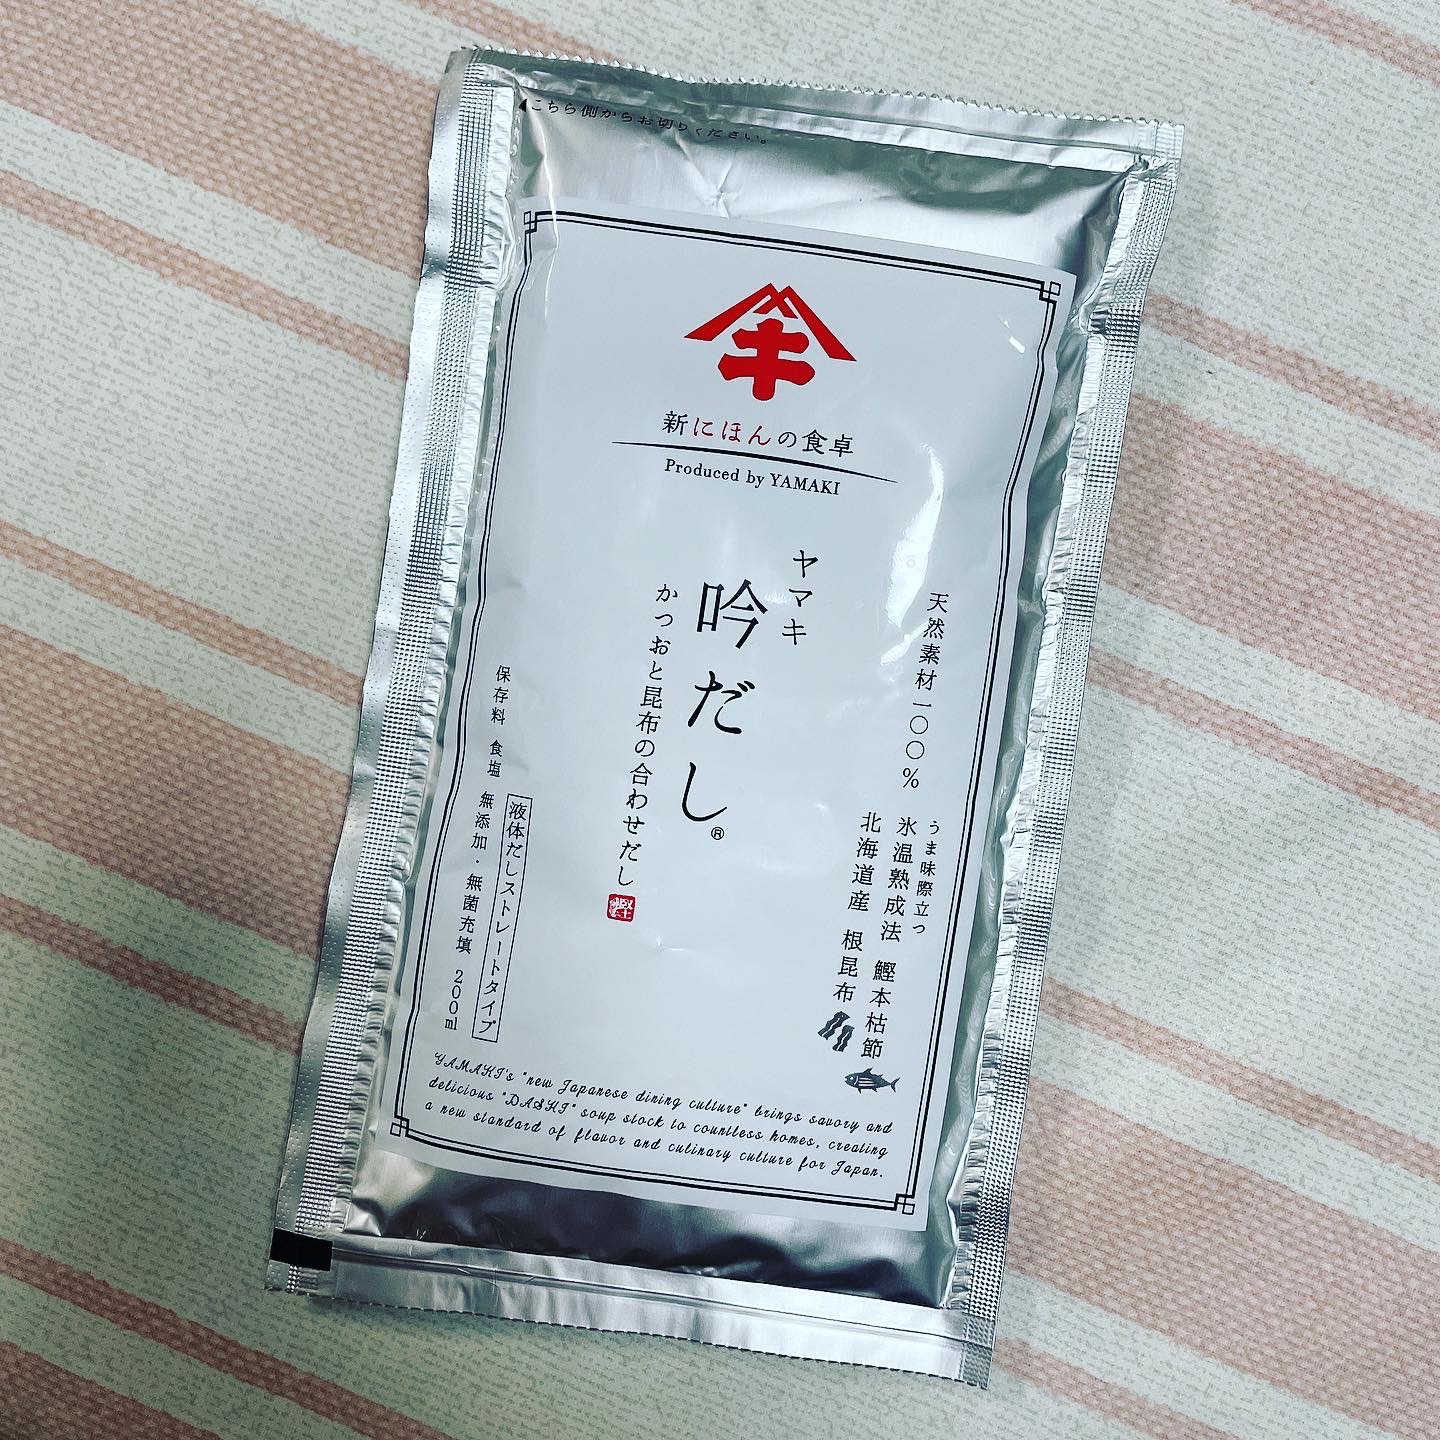 こちら側からお切りください。
キ
新にほんの食卓
Produced by YAMAKI
天然素材一〇〇%
うま味際立つ
氷温熟成法 鰹本枯節
北海道産 根昆布
ヤマキ
吟だし®
かつおと昆布の合わせだし
液体だしストレートタイプ
保存料 食塩 無添加・無菌充填 200ml
YAMAKI's "new Japanese dining culture" brings savory and
delicious "DASHI" soup stock to countless homes, creating
a new standard of flavor and culinary culture for Japan.